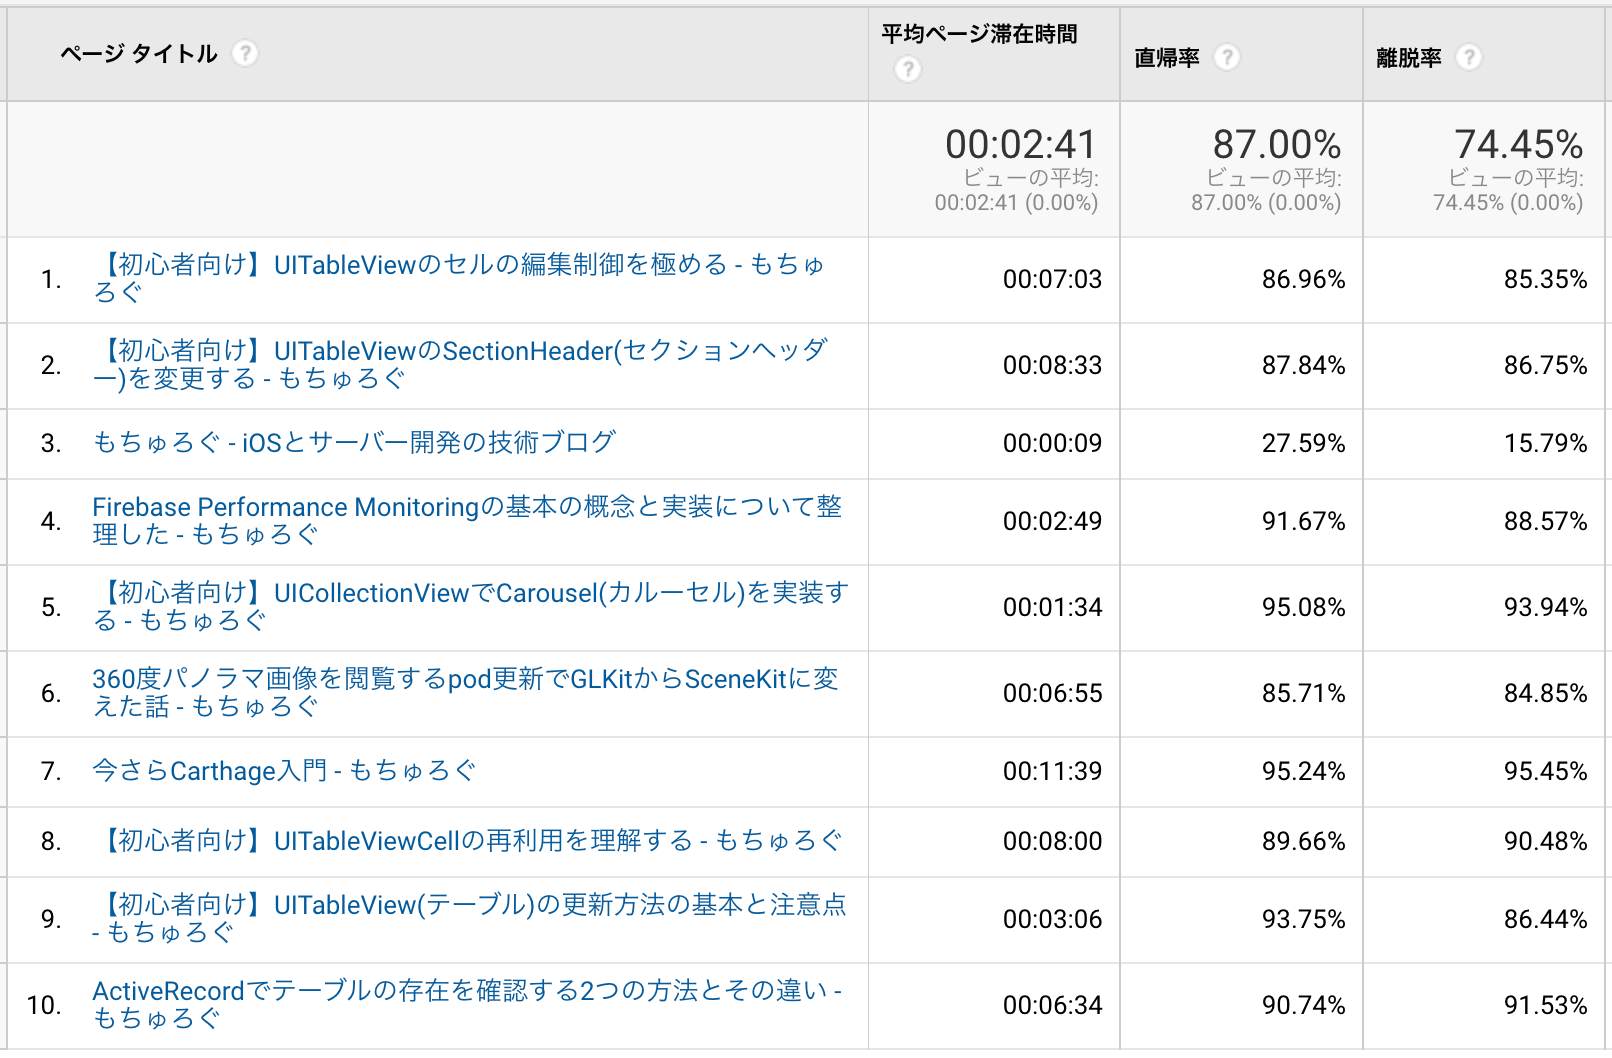 ページ タイトル ?
平均ページ滞在時間
?
直帰率 ?
離脱率 ?
00:02:41
ビューの平均:
00:02:41 (0.00%)
87.00%
ビューの平均:
87.00% (0.00%)
74.45%
ビューの平均:
74.45% (0.00%)
1. 【初心者向け】UITableViewのセルの編集制御を極める - もちゅ
ろぐ
00:07:03 86.96% 85.35%
2. 【初心者向け】UITableViewのSectionHeader(セクションヘッダ
ー)を変更する - もちゅろぐ
00:08:33 87.84% 86.75%
3. もちゅろぐ - iOSとサーバー開発の技術ブログ 00:00:09 27.59% 15.79%
4. Firebase Performance Monitoringの基本の概念と実装について整
理した - もちゅろぐ
00:02:49 91.67% 88.57%
5. 【初心者向け】UICollectionViewでCarousel(カルーセル)を実装す
る - もちゅろぐ
00:01:34 95.08% 93.94%
6. 360度パノラマ画像を閲覧するpod更新でGLKitからSceneKitに変
えた話 - もちゅろぐ
00:06:55 85.71% 84.85%
7. 今さらCarthage入門 - もちゅろぐ 00:11:39 95.24% 95.45%
8. 【初心者向け】UITableViewCellの再利用を理解する - もちゅろぐ 00:08:00 89.66% 90.48%
9. 【初心者向け】UITableView(テーブル)の更新方法の基本と注意点
- もちゅろぐ
00:03:06 93.75% 86.44%
10. ActiveRecordでテーブルの存在を確認する2つの方法とその違い -
もちゅろぐ
00:06:34 90.74% 91.53%